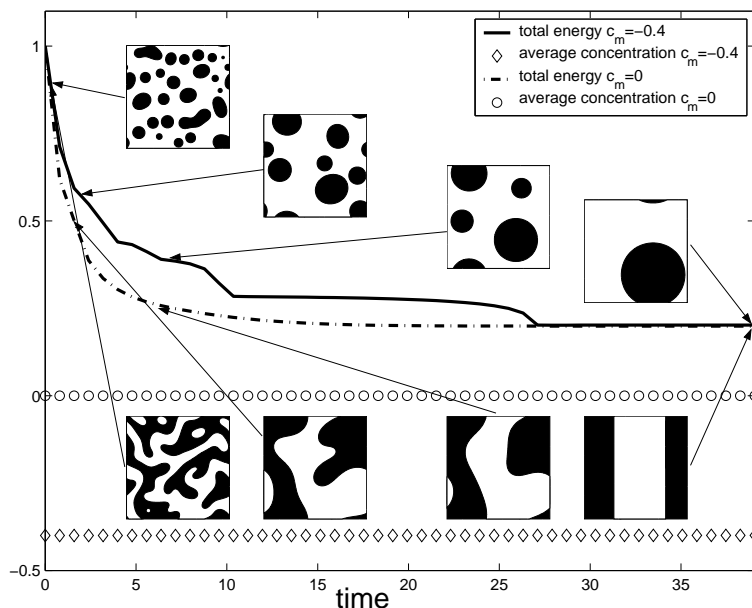 1
0.5
0
−0.5
0
5
10
15
20
25
30
35
time
total energy c_m=−0.4
average concentration c_m=−0.4
total energy c_m=0
average concentration c_m=0